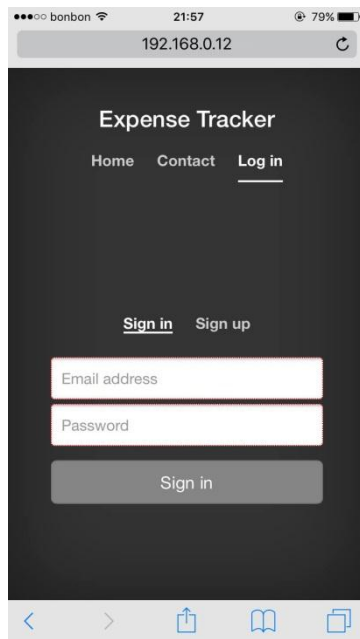 bonbon 21:57 79%
192.168.0.12
Expense Tracker
Home Contact Log in
Sign in Sign up
Email address
Password
Sign in